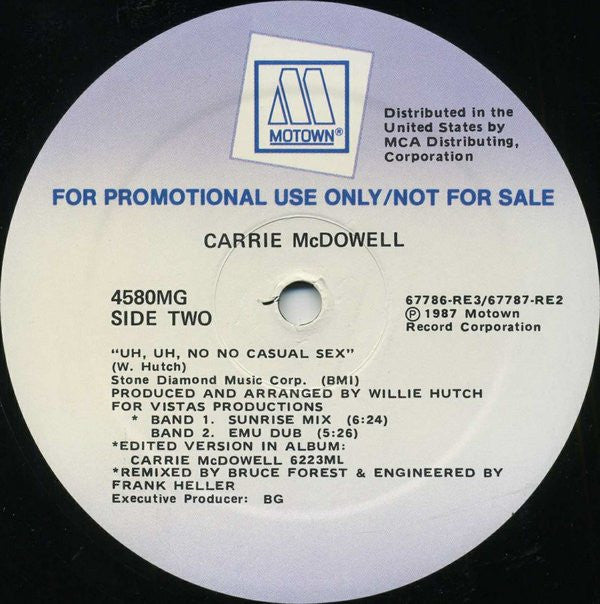 MOTOWN®
Distributed in the
United States by
MCA Distributing,
Corporation
FOR PROMOTIONAL USE ONLY/NOT FOR SALE
CARRIE McDOWELL
4580MG
SIDE TWO
67786-RE3/67787-RE2
Ⓟ 1987 Motown
Record Corporation
"UH, UH, NO NO CASUAL SEX"
(W. Hutch)
Stone Diamond Music Corp. (BMI)
PRODUCED AND ARRANGED BY WILLIE HUTCH
FOR VISTAS PRODUCTIONS
* BAND 1. SUNRISE MIX (6:24)
BAND 2. EMU DUB (5:26)
*EDITED VERSION IN ALBUM:
CARRIE McDOWELL 6223ML
*REMIXED BY BRUCE FOREST & ENGINEERED BY
FRANK HELLER
Executive Producer: BG